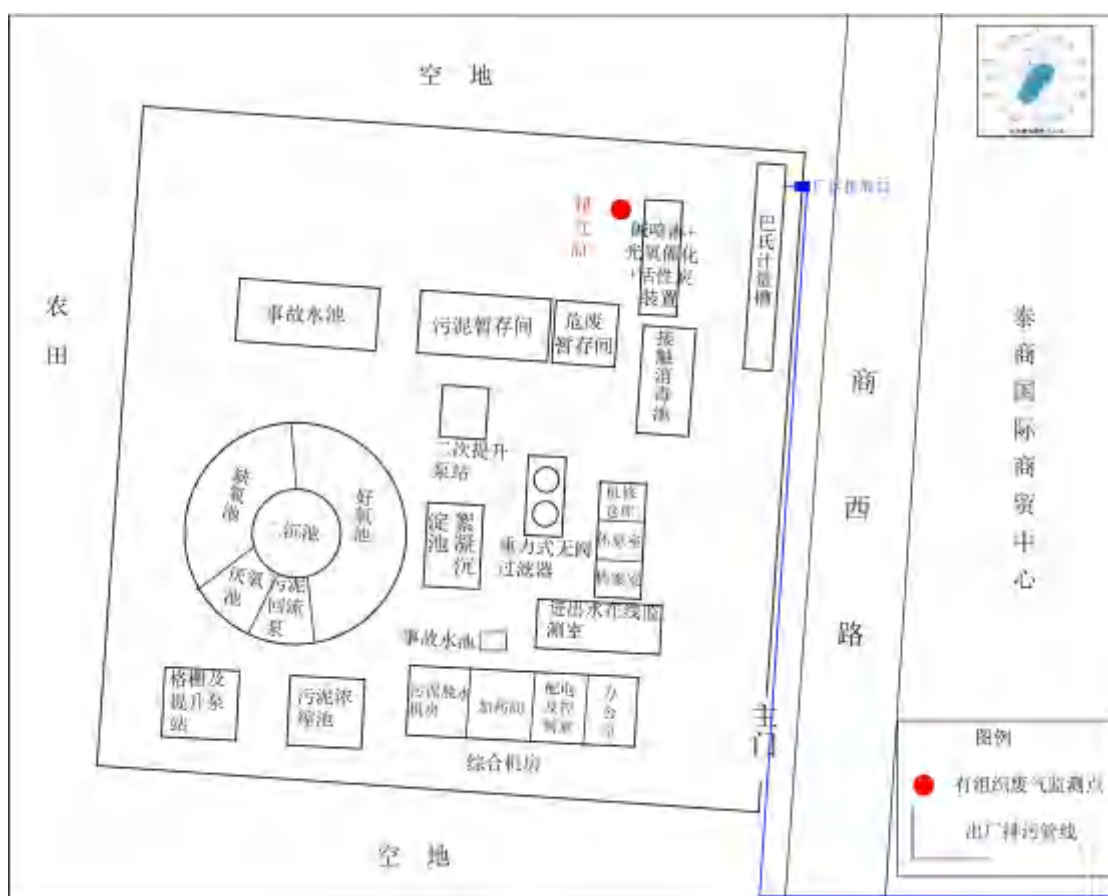 空 地
巴氏计量槽
+
光氧催化
+活性炭
装置
农田
事故水池
污泥暂存间
危废
暂存间
接触消毒池
商西路
泰商国际商贸中心
二次提升
泵站
缺氧池
好氧池
二沉池
厌氧
池
污泥
回流
泵
絮凝沉
淀池
重力式无阀
过滤器
机修
仓库
休息室
进出水在线监
测室
事故水池
格栅及
提升泵
站
污泥浓
缩池
污泥脱水
机房
加药间
配电
及控
制室
办公室
综合机房
主门
空 地
图例
有组织废气监测点
出厂排污管线